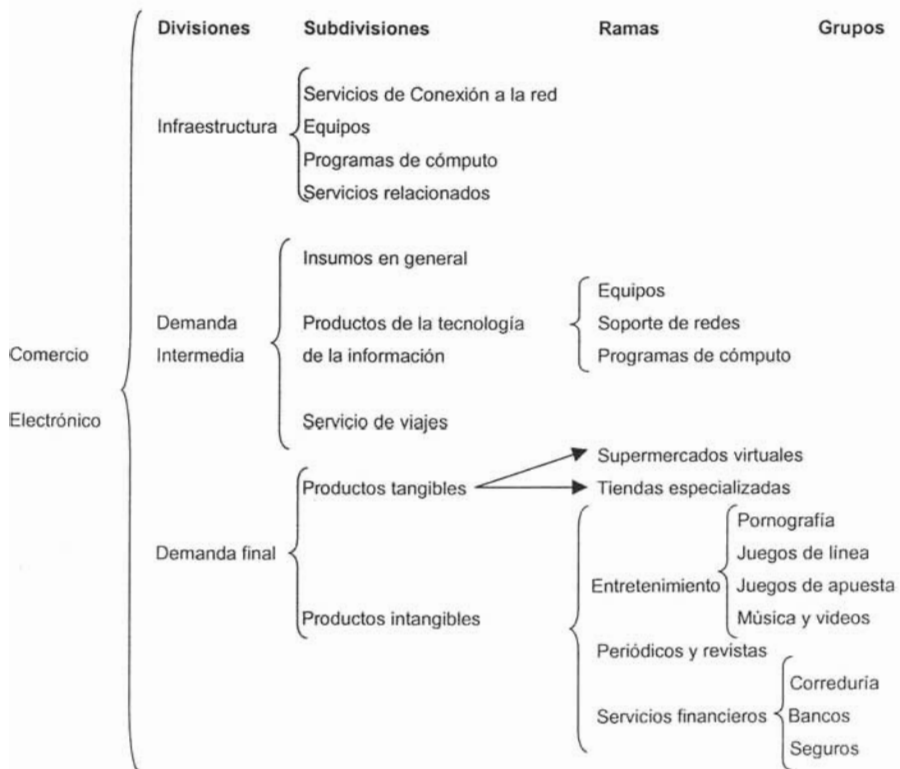 Divisiones Subdivisiones Ramas Grupos
Servicios de Conexión a la red
Infraestructura Equipos
Programas de cómputo
Servicios relacionados
Insumos en general
Equipos
Demanda Productos de la tecnología Soporte de redes
Comercio Intermedia de la información Programas de cómputo
Electrónico Servicio de viajes
Supermercados virtuales
Productos tangibles Tiendas especializadas
Pornografía
Demanda final Juegos de línea
Entretenimiento Juegos de apuesta
Productos intangibles Música y videos
Periódicos y revistas
Correduría
Servicios financieros Bancos
Seguros